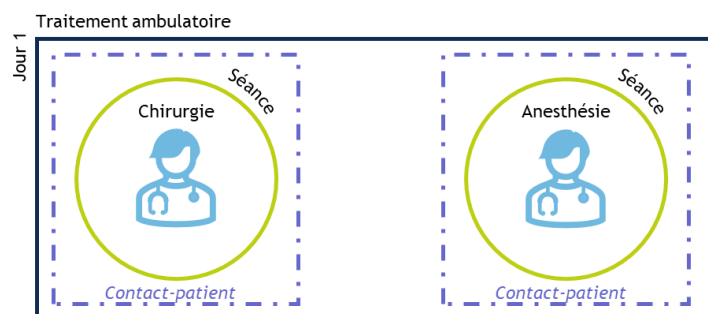 Traitement ambulatoire
Jour 1
Séance
Chirurgie
Contact-patient
Séance
Anesthésie
Contact-patient